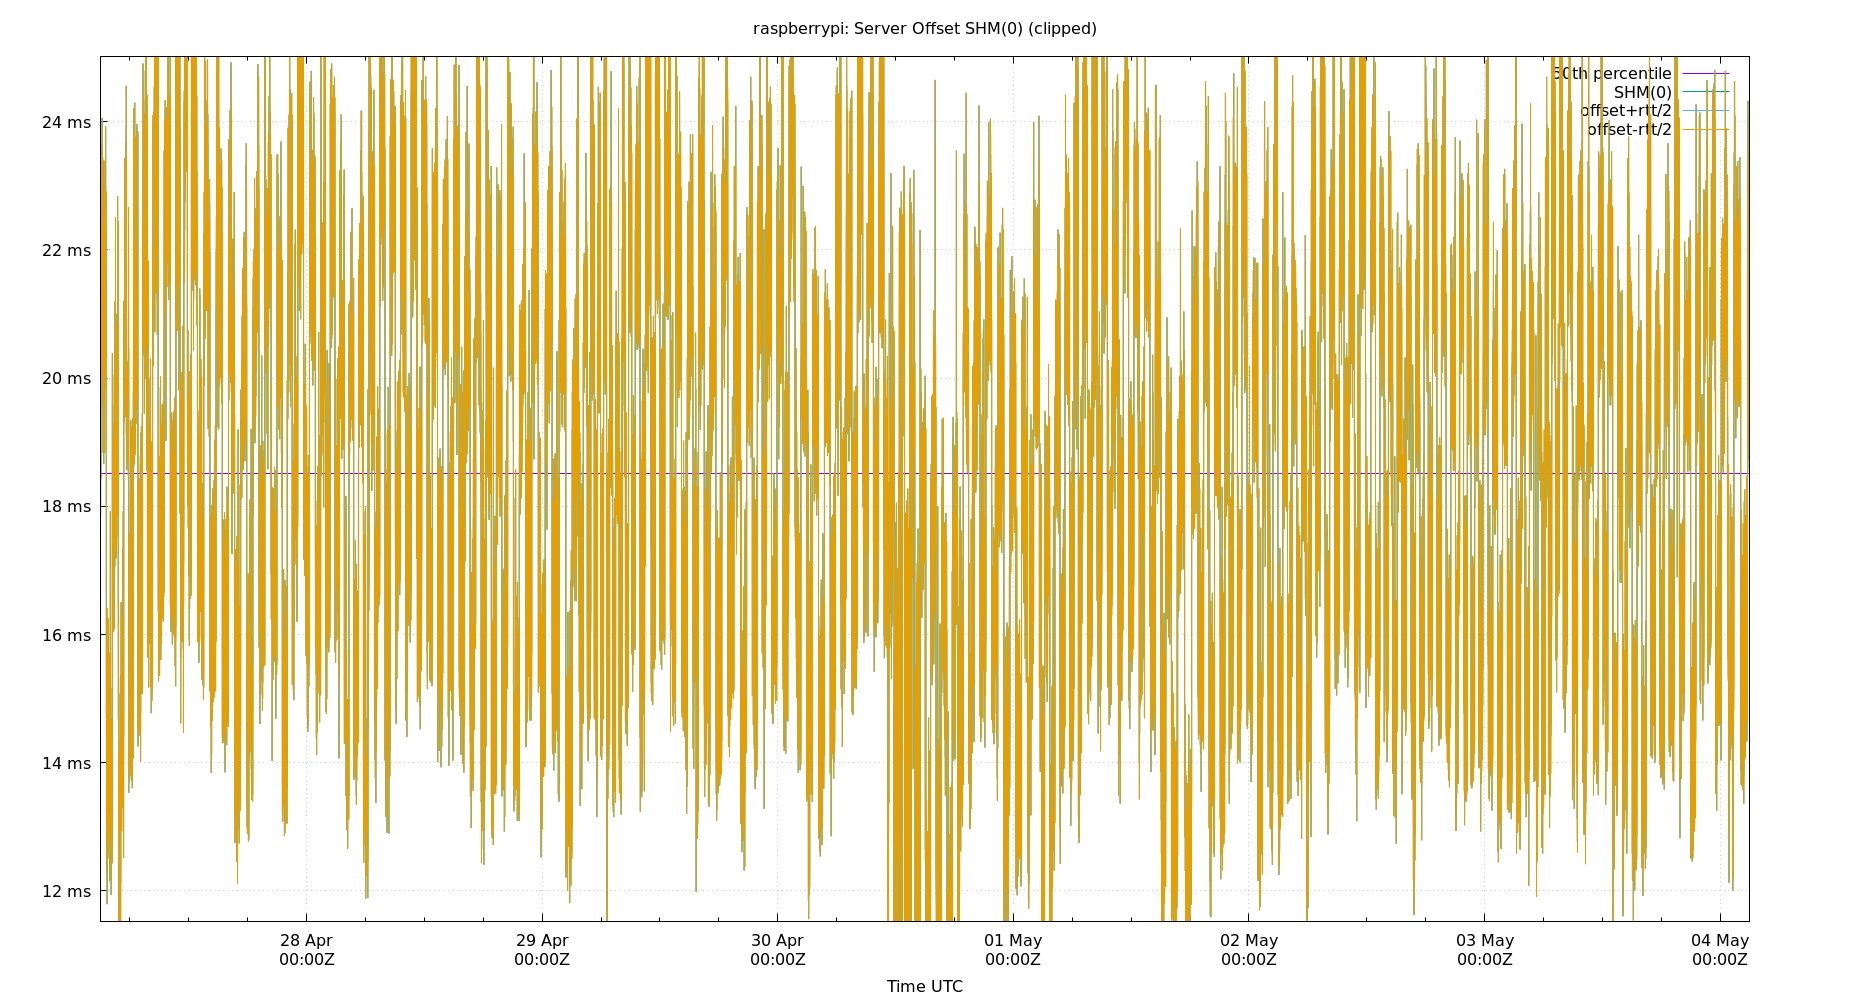 raspberrypi: Server Offset SHM(0) (clipped)
50th percentile
SHM(0)
offset+rtt/2
offset-rtt/2
24 ms
22 ms
20 ms
18 ms
16 ms
14 ms
12 ms
28 Apr 29 Apr 30 Apr 01 May 02 May 03 May 04 May
00:00Z 00:00Z 00:00Z 00:00Z 00:00Z 00:00Z 00:00Z
Time UTC